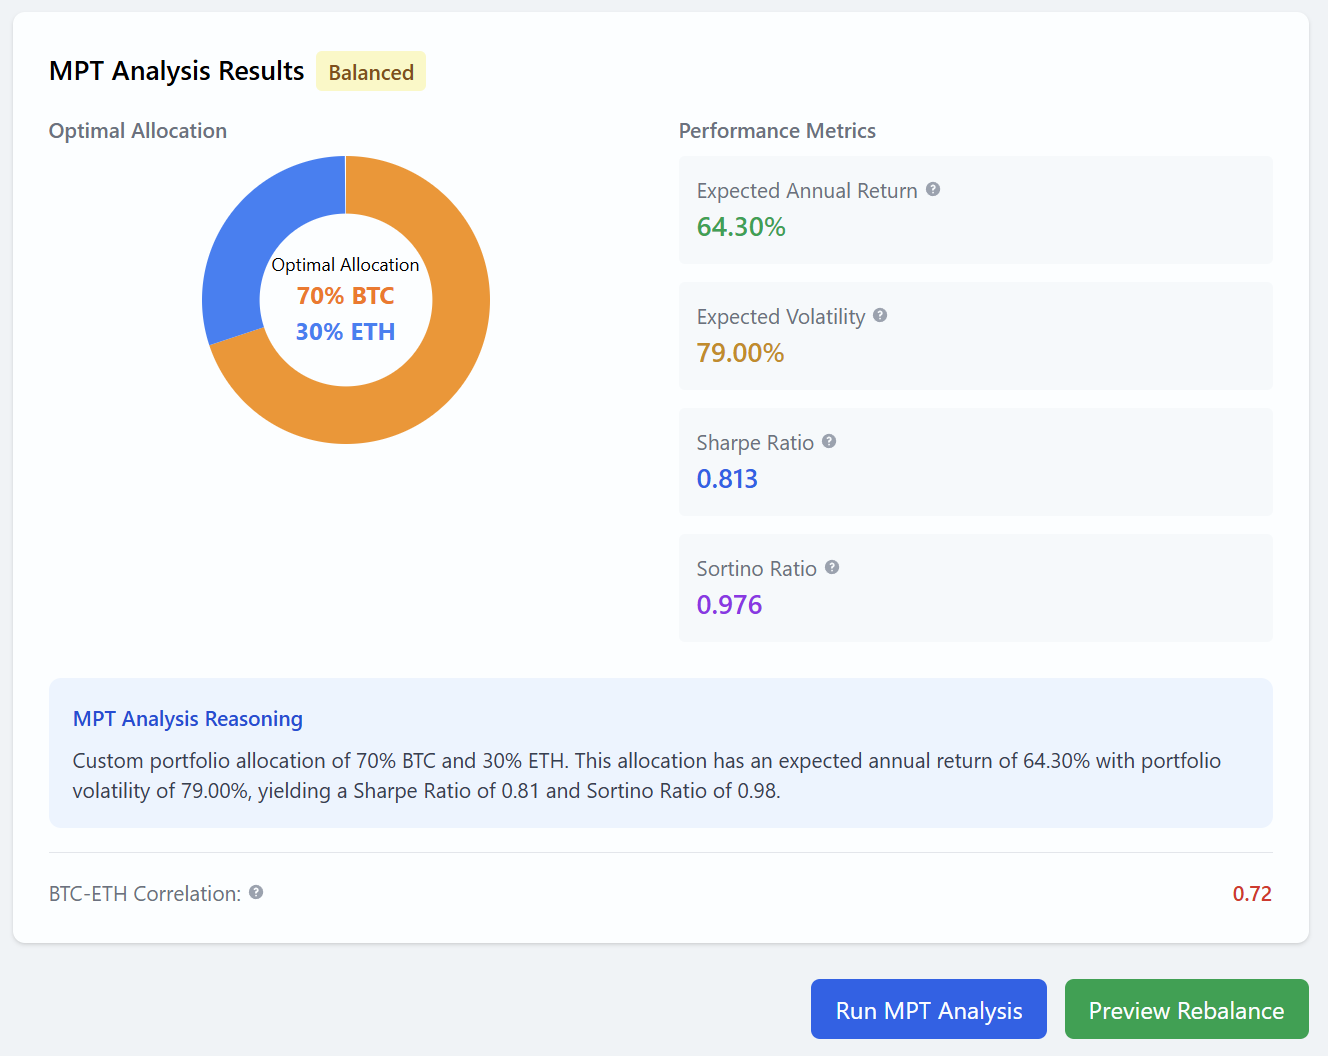 MPT Analysis Results
Balanced
Optimal Allocation
Optimal Allocation
70% BTC
30% ETH
Performance Metrics
Expected Annual Return ?
64.30%
Expected Volatility ?
79.00%
Sharpe Ratio ?
0.813
Sortino Ratio ?
0.976
MPT Analysis Reasoning
Custom portfolio allocation of 70% BTC and 30% ETH. This allocation has an expected annual return of 64.30% with portfolio
volatility of 79.00%, yielding a Sharpe Ratio of 0.81 and Sortino Ratio of 0.98.
BTC-ETH Correlation: ?
0.72
Run MPT Analysis
Preview Rebalance